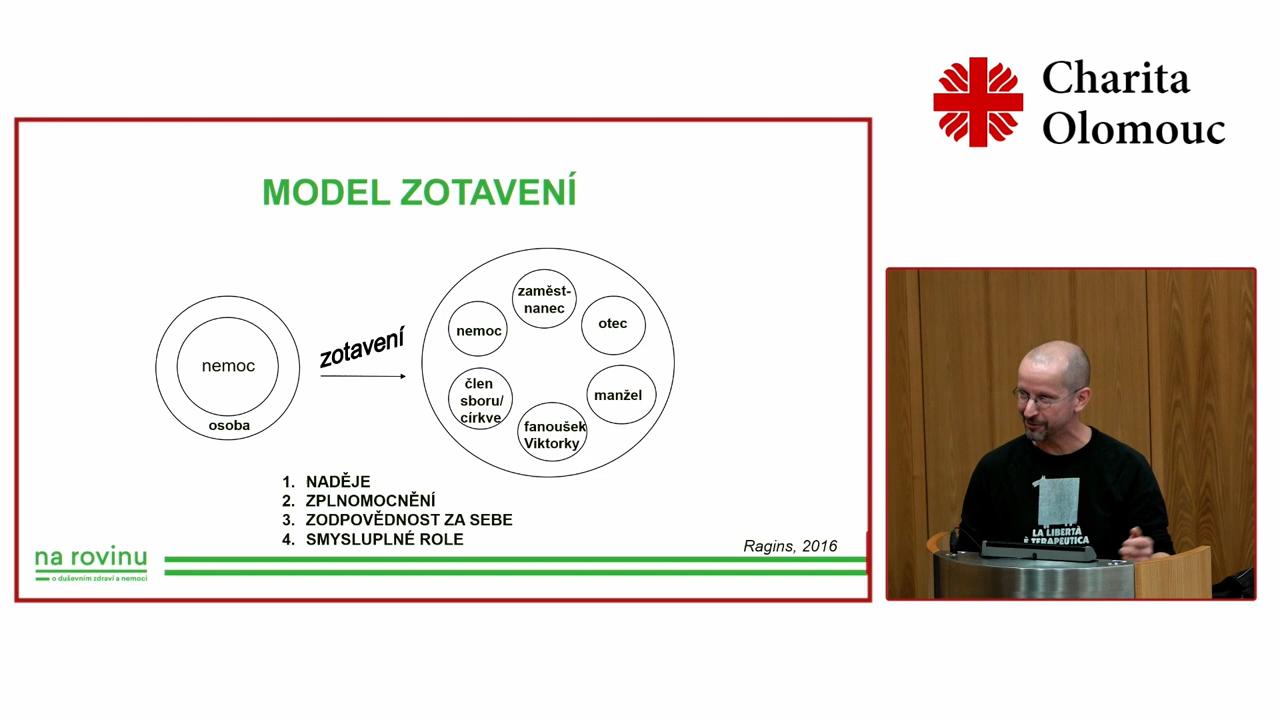 Charita
Olomouc
MODEL ZOTAVENÍ
nemoc
osoba
zotavení
zaměst-
nanec
nemoc
otec
člen
sboru/
církve
manžel
fanoušek
Viktorky
1. NADĚJE
2. ZPLNOMOCNĚNÍ
3. ZODPOVĚDNOST ZA SEBE
4. SMYSLUPLNÉ ROLE
Ragins, 2016
na rovinu
o duševním zdraví a nemoci
LA LIBERTÀ
È TERAPEUTICA